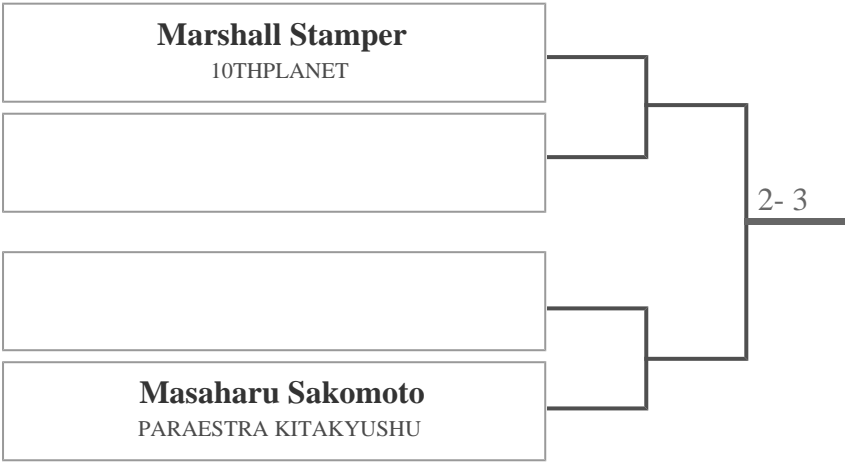 Marshall Stamper
10THPLANET
2- 3
Masaharu Sakomoto
PARAESTRA KITAKYUSHU